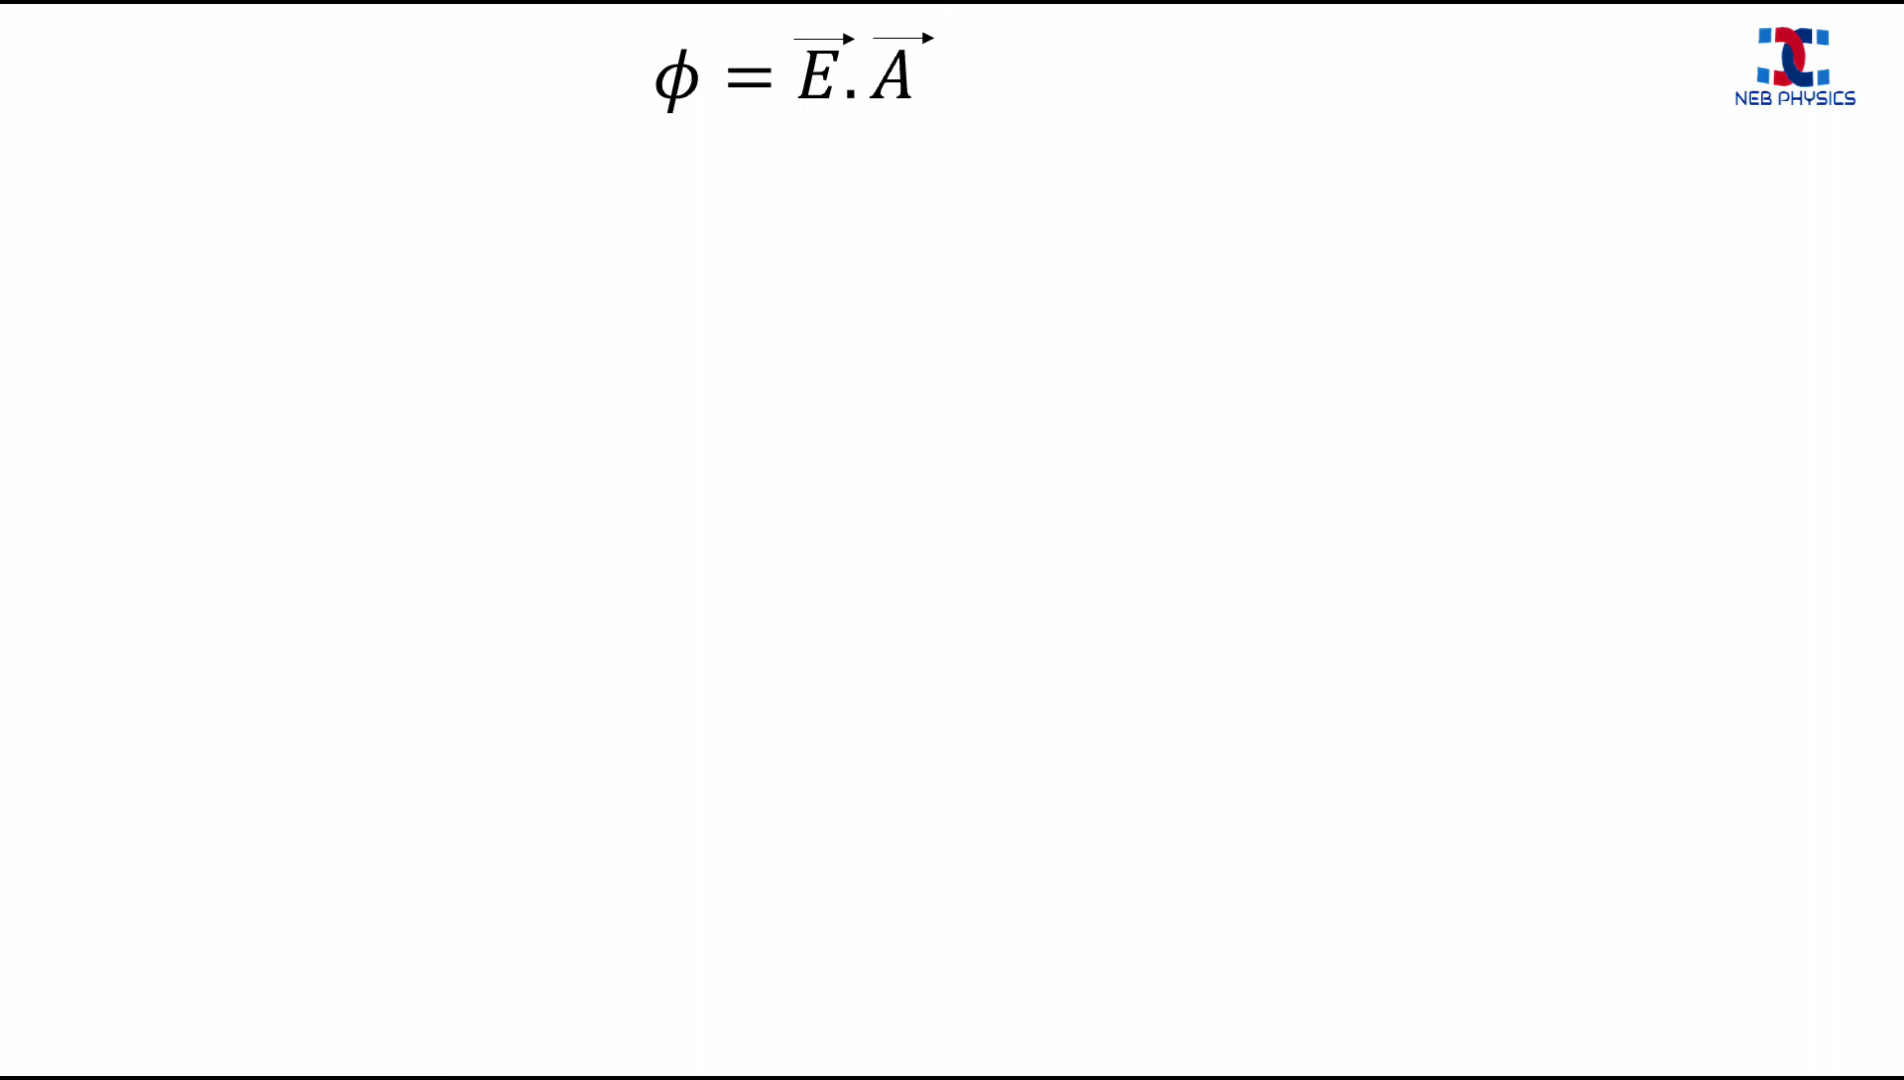 ϕ = E⃗. A⃗
NEB PHYSICS